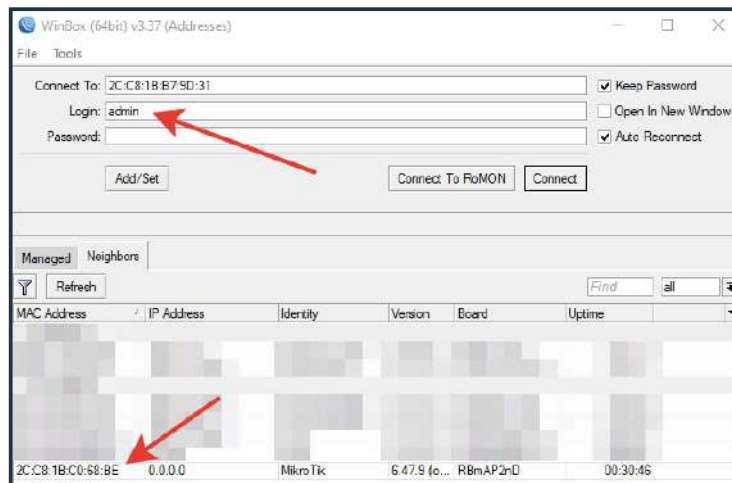 WinBox (64bit) v3.37 (Addresses)
File Tools
Connect To: 2C:C8:1B:B7:9D:31 Keep Password
Login: admin Open In New Window
Password: Auto Reconnect
Add/Set Connect To RoMON Connect
Managed Neighbors
Refresh Find all
MAC Address IP Address Identity Version Board Uptime
2C:C8:1B:C0:68:BE 0.0.0.0 MikroTik 6.47.9 (o... RBmAP2nD 00:30:46